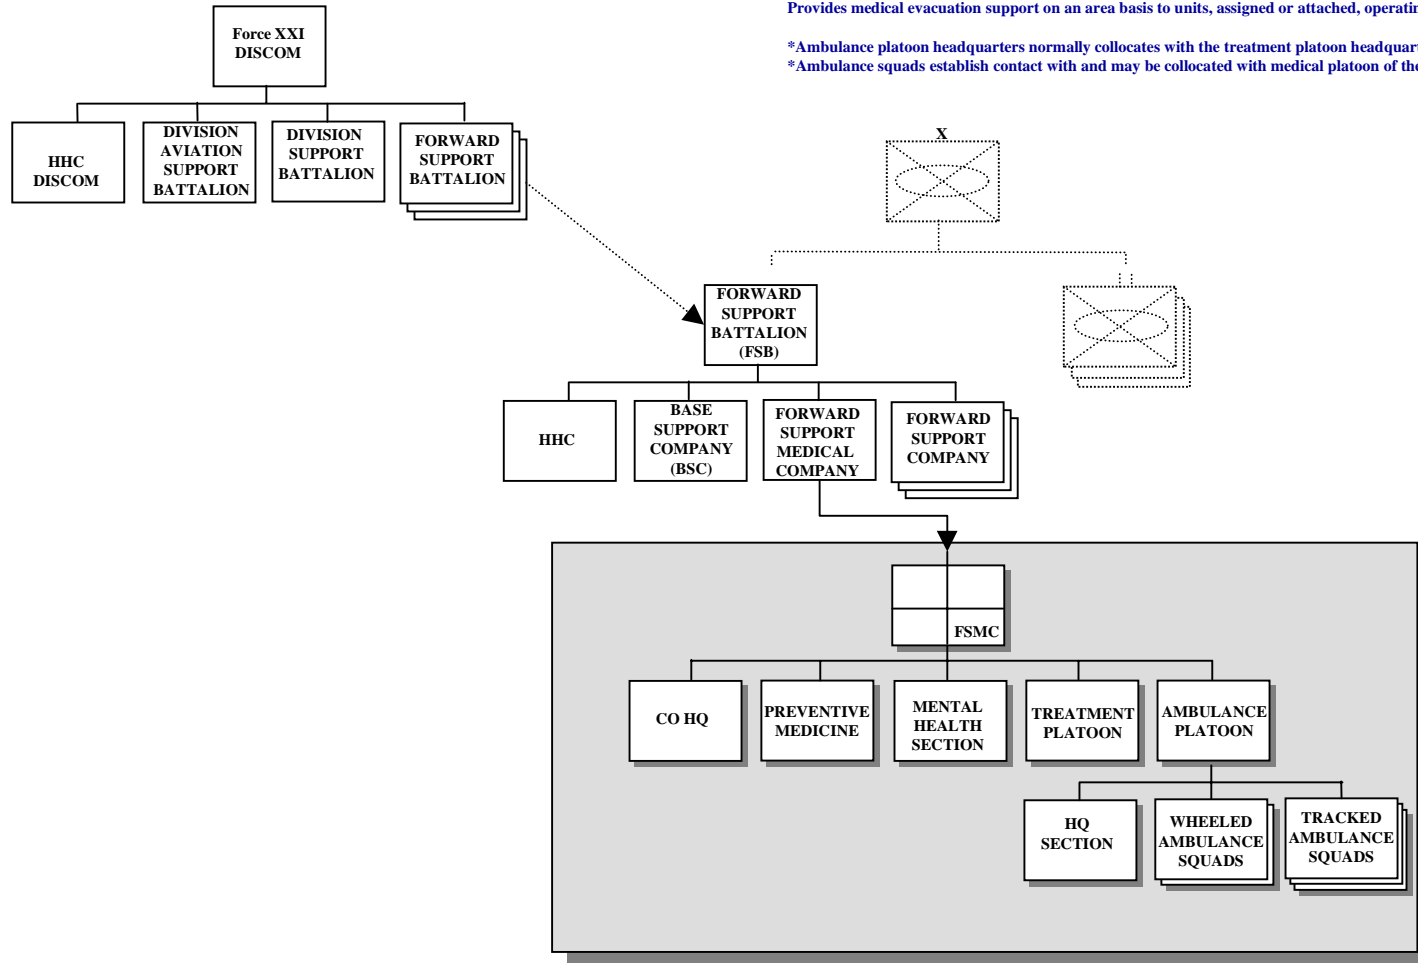 Provides medical evacuation support on an area basis to units, assigned or attached, operatin
*Ambulance platoon headquarters normally collocates with the treatment platoon headquart
*Ambulance squads establish contact with and may be collocated with medical platoon of the
Force XXI
DISCOM
HHC
DISCOM
DIVISION
AVIATION
SUPPORT
BATTALION
DIVISION
SUPPORT
BATTALION
FORWARD
SUPPORT
BATTALION
X
FORWARD
SUPPORT
BATTALION
(FSB)
HHC
BASE
SUPPORT
COMPANY
(BSC)
FORWARD
SUPPORT
MEDICAL
COMPANY
FORWARD
SUPPORT
COMPANY
FSMC
CO HQ
PREVENTIVE
MEDICINE
MENTAL
HEALTH
SECTION
TREATMENT
PLATOON
AMBULANCE
PLATOON
HQ
SECTION
WHEELED
AMBULANCE
SQUADS
TRACKED
AMBULANCE
SQUADS